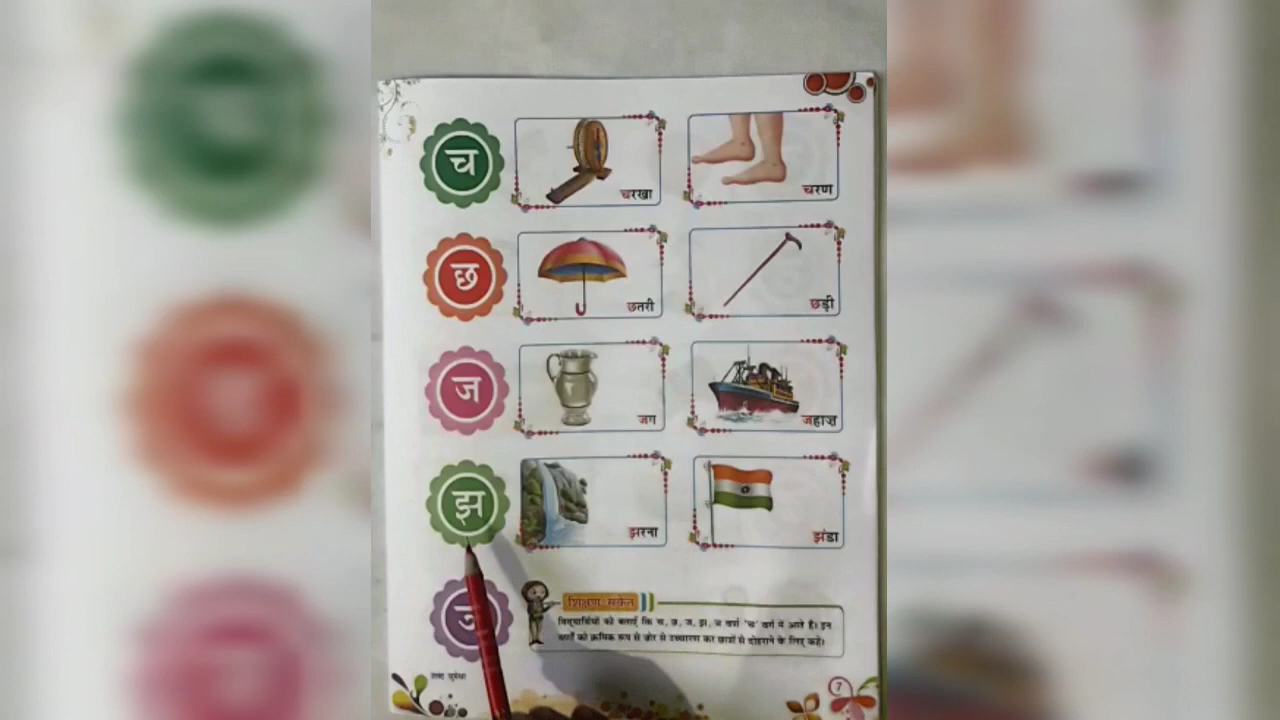 च
चरखा
चरण
छ
छतरी
छड़ी
ज
जग
जहाज़
झ
झरना
झंडा
शिक्षण संकेत
विद्यार्थियों को बताएँ कि च, छ, ज, झ, ञ वर्ण 'च' वर्ग में आते हैं। इन
वर्णों को क्रमिक रूप से ज़ोर से उच्चारण कर छात्रों से दोहराने के लिए कहें।
7